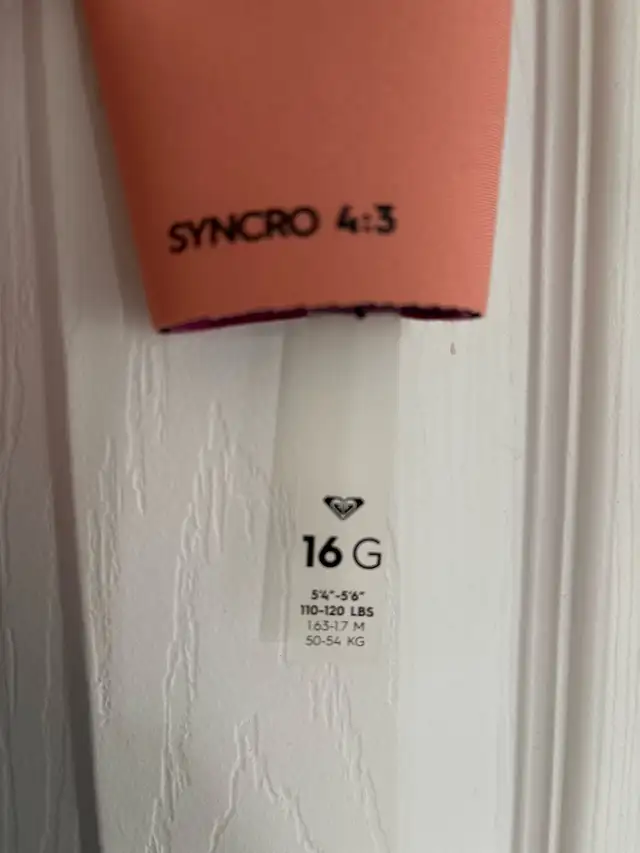 SYNCRO 4:3
16 G
5'4"-5'6"
110-120 LBS
1.63-1.7 M
50-54 KG